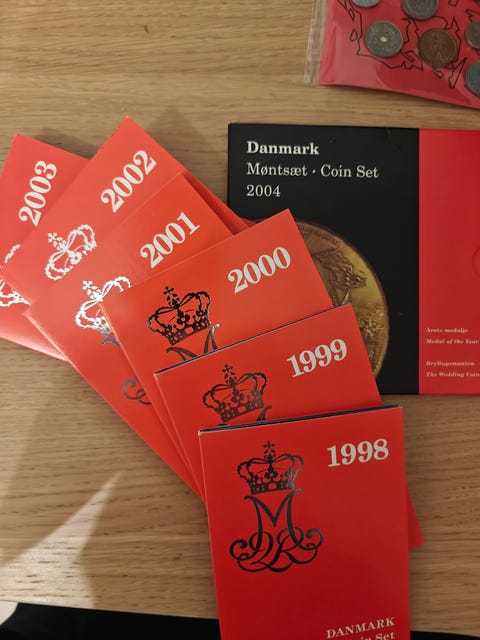 Danmark
Møntsæt · Coin Set
2004
Årets medalje
Medal of the Year
Bryllupsmønten
The Wedding Coin
2003
2002
2001
2000
1999
1998
DANMARK
Coin Set